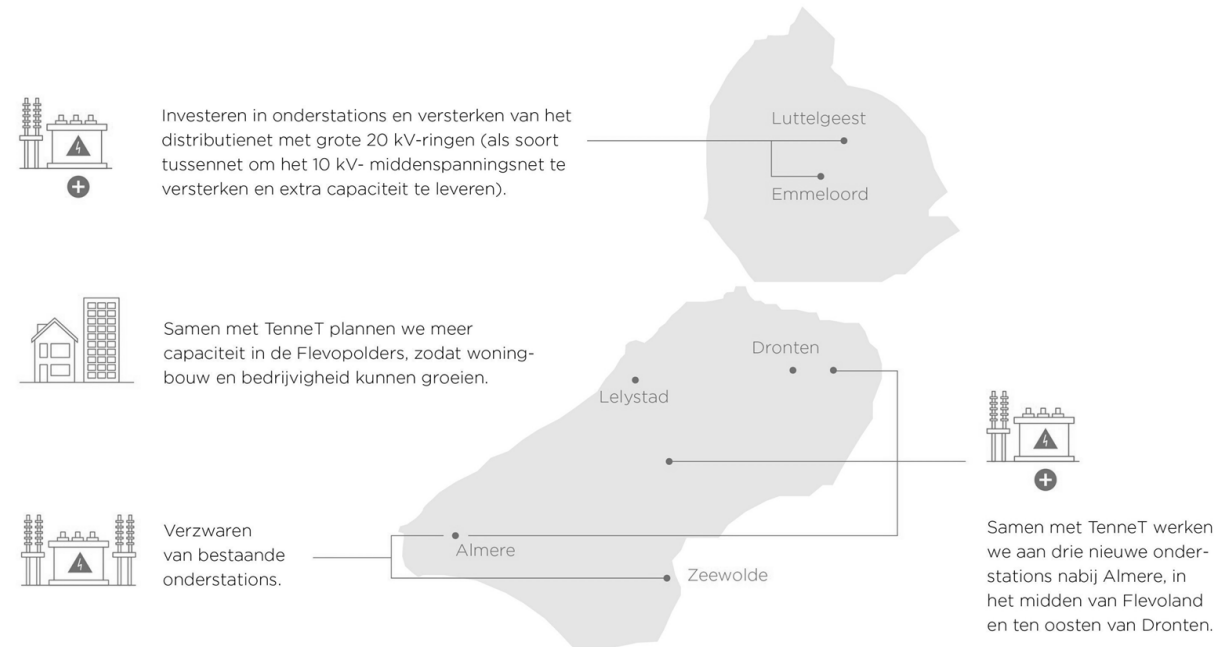 Investeren in onderstations en versterken van het
distributienet met grote 20 kV-ringen (als soort
tussennet om het 10 kV- middenspanningsnet te
versterken en extra capaciteit te leveren).
Luttelgeest
Emmeloord
Samen met TenneT plannen we meer
capaciteit in de Flevopolders, zodat woning-
bouw en bedrijvigheid kunnen groeien.
Dronten
Lelystad
Verzwaren
van bestaande
onderstations.
Almere
Zeewolde
Samen met TenneT werken
we aan drie nieuwe onder-
stations nabij Almere, in
het midden van Flevoland
en ten oosten van Dronten.